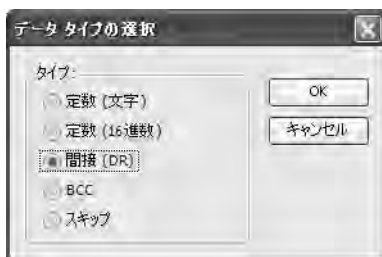 データ タイプの選択
タイプ:
定数 (文字)
定数 (16進数)
間接 (DR)
BCC
スキップ
OK
キャンセル